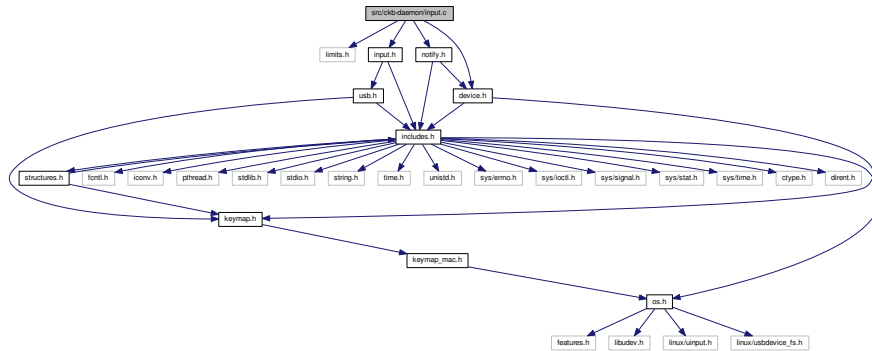 src/ckb-daemon/input.c
limits.h input.h notify.h
usb.h device.h
includes.h
structures.h fcntl.h iconv.h pthread.h stdlib.h stdio.h string.h time.h unistd.h sys/errno.h sys/ioctl.h sys/signal.h sys/stat.h sys/time.h ctype.h dirent.h
keymap.h
keymap_mac.h
os.h
features.h libudev.h linux/uinput.h linux/usbdevice_fs.h